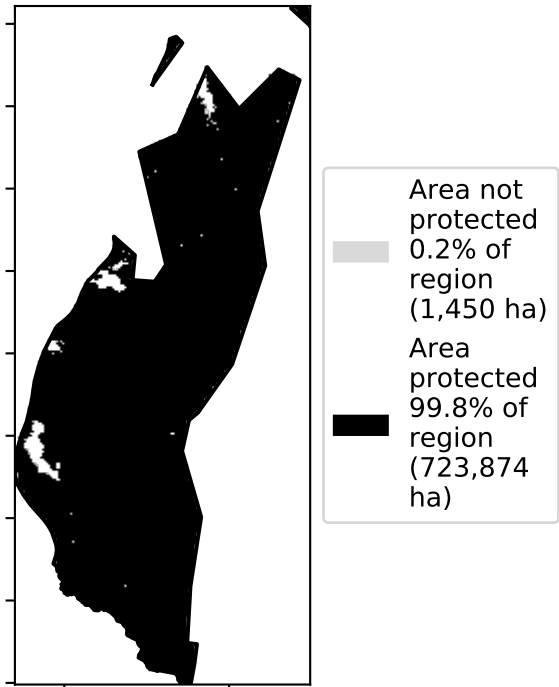 Area not
protected
0.2% of
region
(1,450 ha)
Area
protected
99.8% of
region
(723,874
ha)